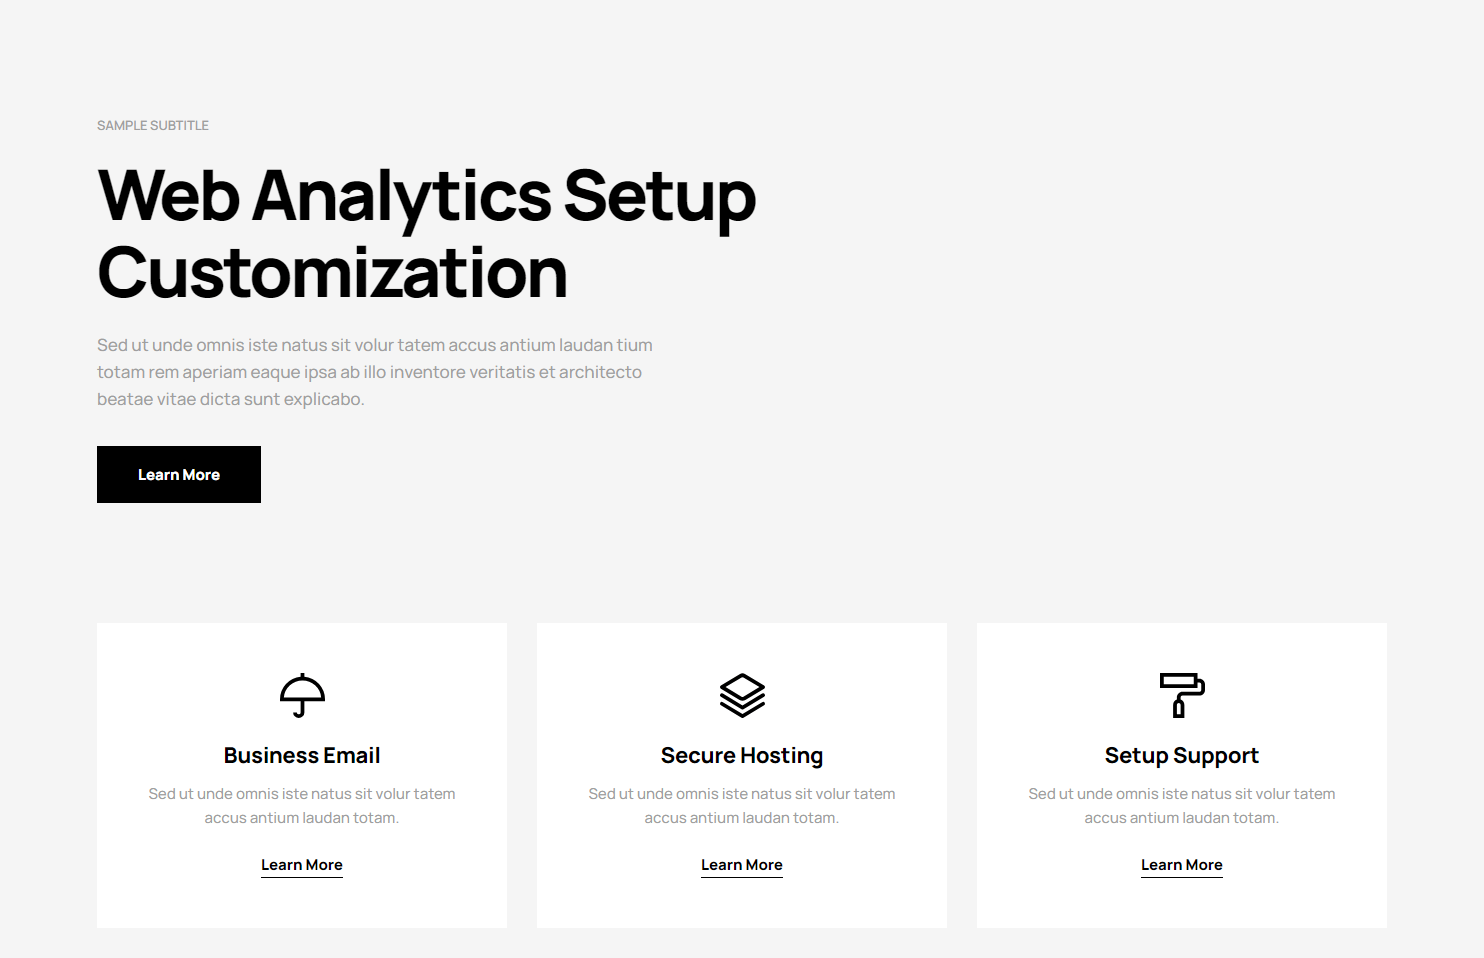 SAMPLE SUBTITLE
Web Analytics Setup
Customization
Sed ut unde omnis iste natus sit volur tatem accus antium laudan tium
totam rem aperiam eaque ipsa ab illo inventore veritatis et architecto
beatae vitae dicta sunt explicabo.
Learn More
Business Email
Sed ut unde omnis iste natus sit volur tatem
accus antium laudan totam.
Learn More
Secure Hosting
Sed ut unde omnis iste natus sit volur tatem
accus antium laudan totam.
Learn More
Setup Support
Sed ut unde omnis iste natus sit volur tatem
accus antium laudan totam.
Learn More